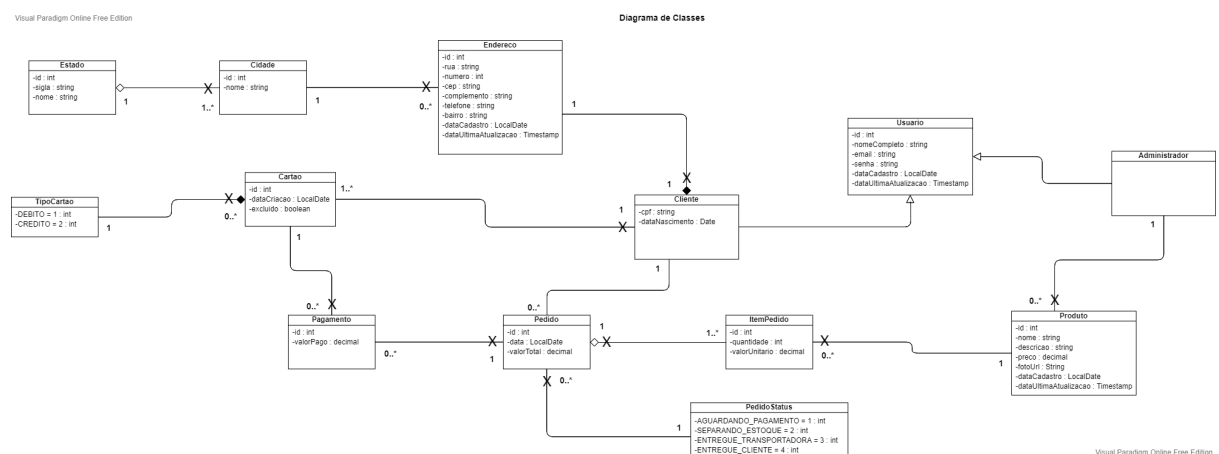 Visual Paradigm Online Free Edition
Diagrama de Classes
Estado
-id : int
-sigla : string
-nome : string
1
1..*
Cidade
-id : int
-nome : string
1
0..*
Endereco
-id : int
-rua : string
-numero : int
-cep : string
-complemento : string
-telefone : string
-bairro : string
-dataCadastro : LocalDate
-dataUltimaAtualizacao : Timestamp
1
1
Usuario
-id : int
-nomeCompleto : string
-email : string
-senha : string
-dataCadastro : LocalDate
-dataUltimaAtualizacao : Timestamp
Administrador
1
0..*
TipoCartao
-DEBITO = 1 : int
-CREDITO = 2 : int
1
0..*
Cartao
-id : int
-dataCriacao : LocalDate
-excluido : boolean
1..*
1
1
0..*
Cliente
-cpf : string
-dataNascimento : Date
1
0..*
Pagamento
-id : int
-valorPago : decimal
0..*
1
Pedido
-id : int
-data : LocalDate
-valorTotal : decimal
1
1..*
0..*
1
ItemPedido
-id : int
-quantidade : int
-valorUnitario : decimal
0..*
1
Produto
-id : int
-nome : string
-descricao : string
-preco : decimal
-fotoUrl : String
-dataCadastro : LocalDate
-dataUltimaAtualizacao : Timestamp
PedidoStatus
-AGUARDANDO_PAGAMENTO = 1 : int
-SEPARANDO_ESTOQUE = 2 : int
-ENTREGUE_TRANSPORTADORA = 3 : int
-ENTREGUE_CLIENTE = 4 : int
Visual Paradigm Online Free Edition